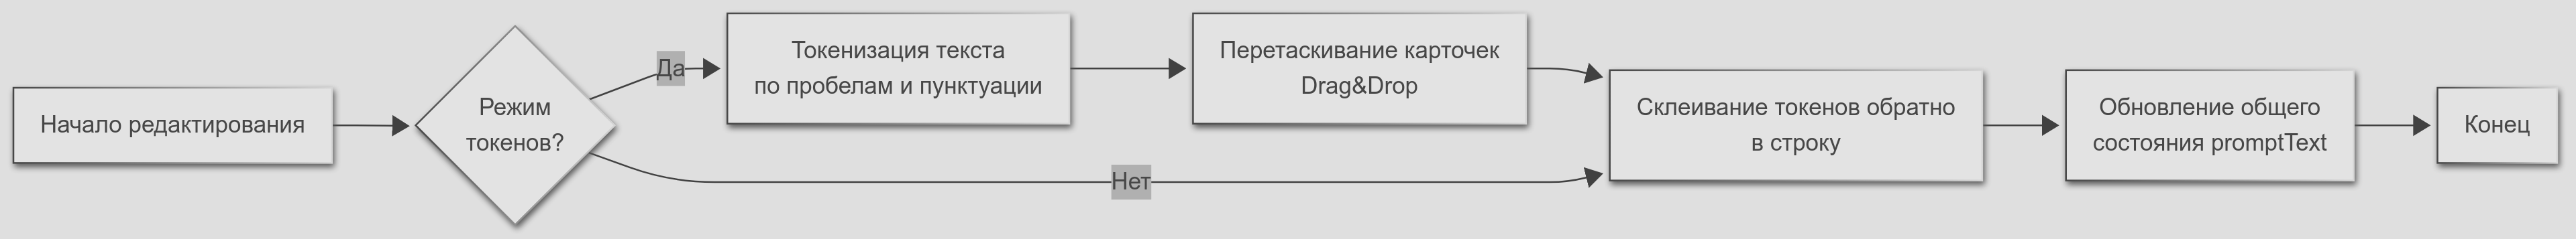 Начало редактирования
Режим
токенов?
Да
Токенизация текста
по пробелам и пунктуации
Перетаскивание карточек
Drag&Drop
Нет
Склеивание токенов обратно
в строку
Обновление общего
состояния promptText
Конец